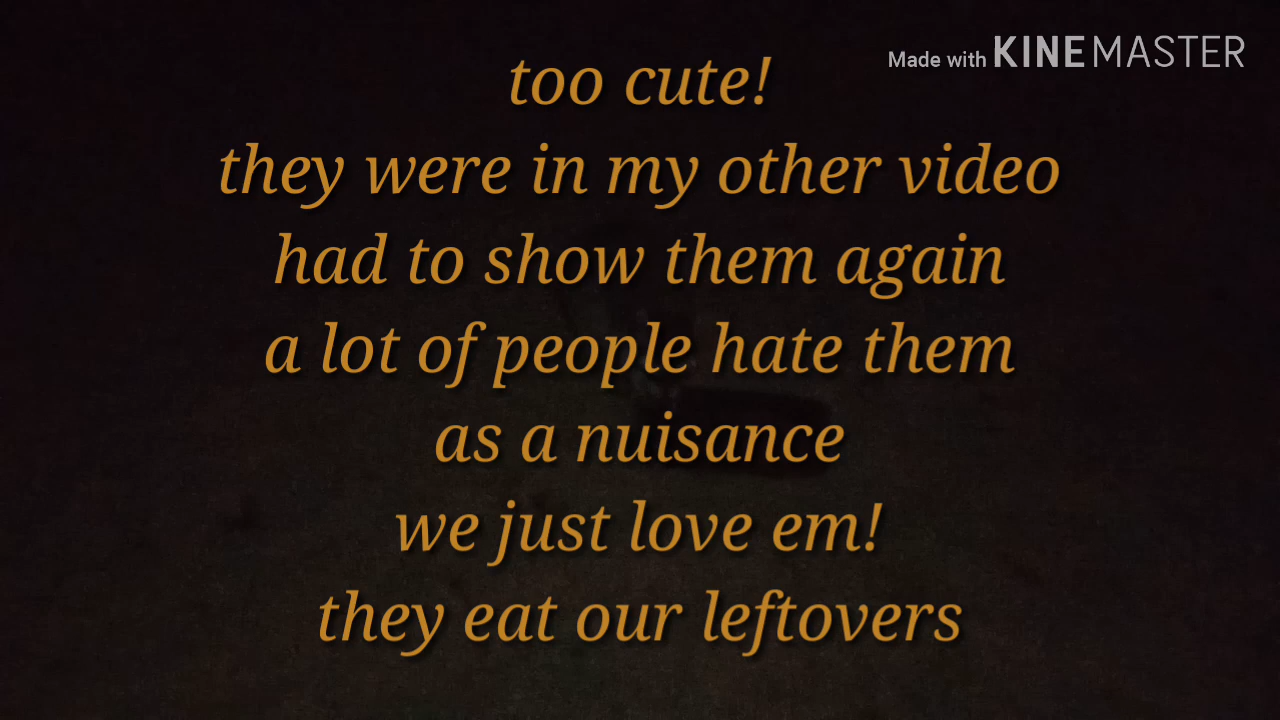 Made with KINEMASTER
too cute!
they were in my other video
had to show them again
a lot of people hate them
as a nuisance
we just love em!
they eat our leftovers